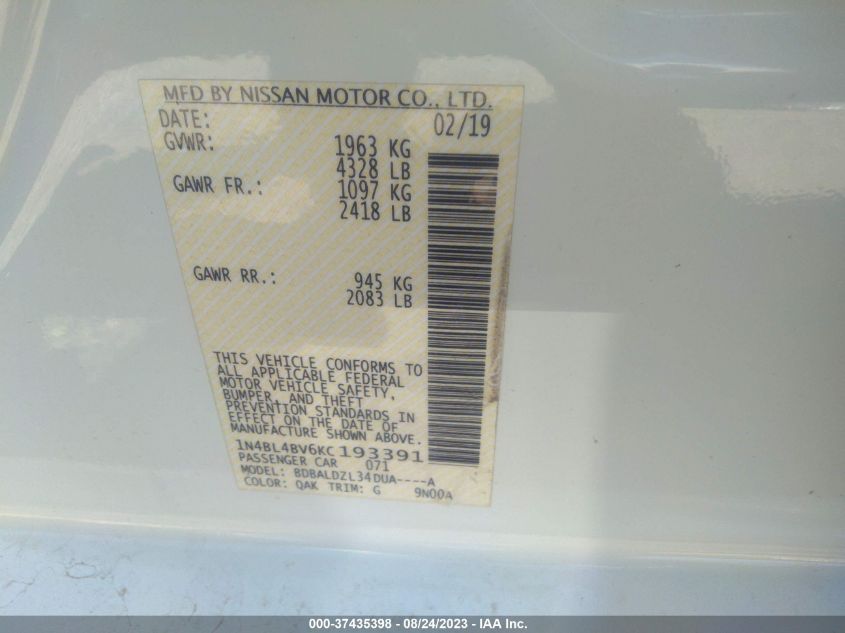 MFD BY NISSAN MOTOR CO., LTD.
DATE: 02/19
GVWR: 1963 KG
4328 LB
GAWR FR.: 1097 KG
2418 LB
GAWR RR.: 945 KG
2083 LB
THIS VEHICLE CONFORMS TO
ALL APPLICABLE FEDERAL
MOTOR VEHICLE SAFETY,
BUMPER, AND THEFT
PREVENTION STANDARDS IN
EFFECT ON THE DATE OF
MANUFACTURE SHOWN ABOVE.
1N4BL4BV6KC193391
PASSENGER CAR 071
MODEL: BDBALDZL34DUA----A
COLOR: QAK TRIM: G 9N00A
000-37435398 - 08/24/2023 - IAA Inc.